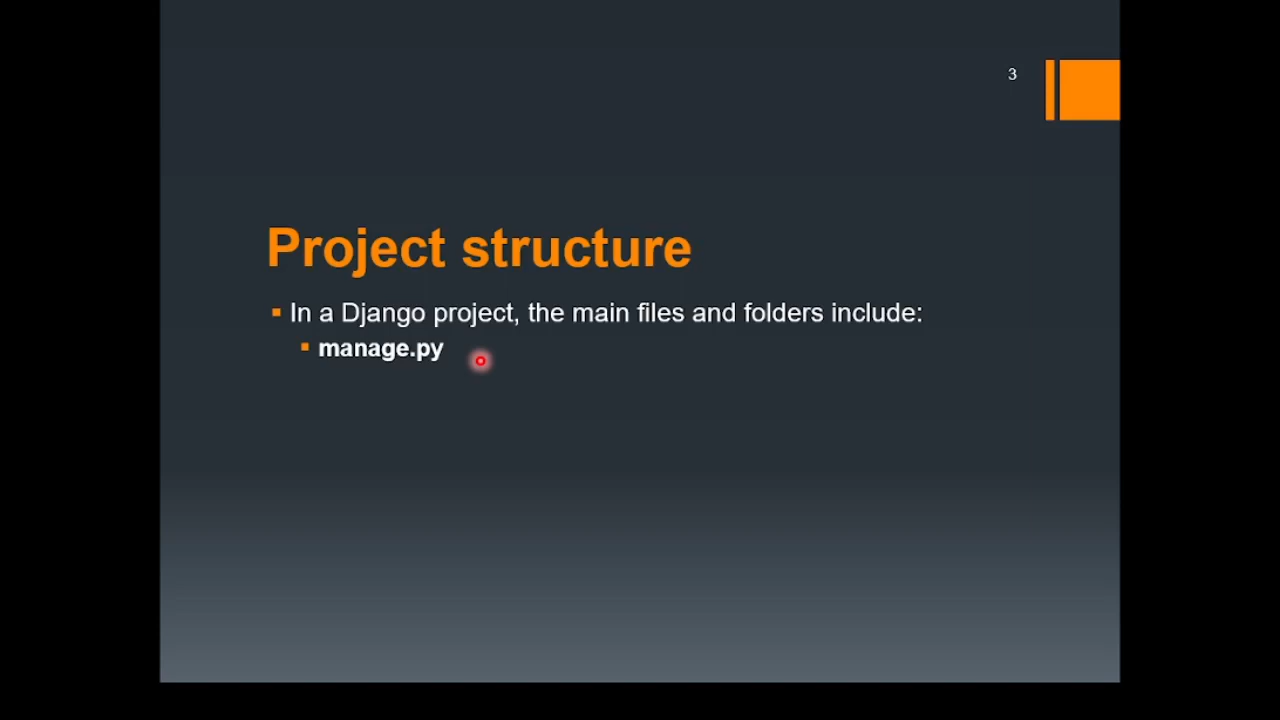 3
Project structure
In a Django project, the main files and folders include:
manage.py